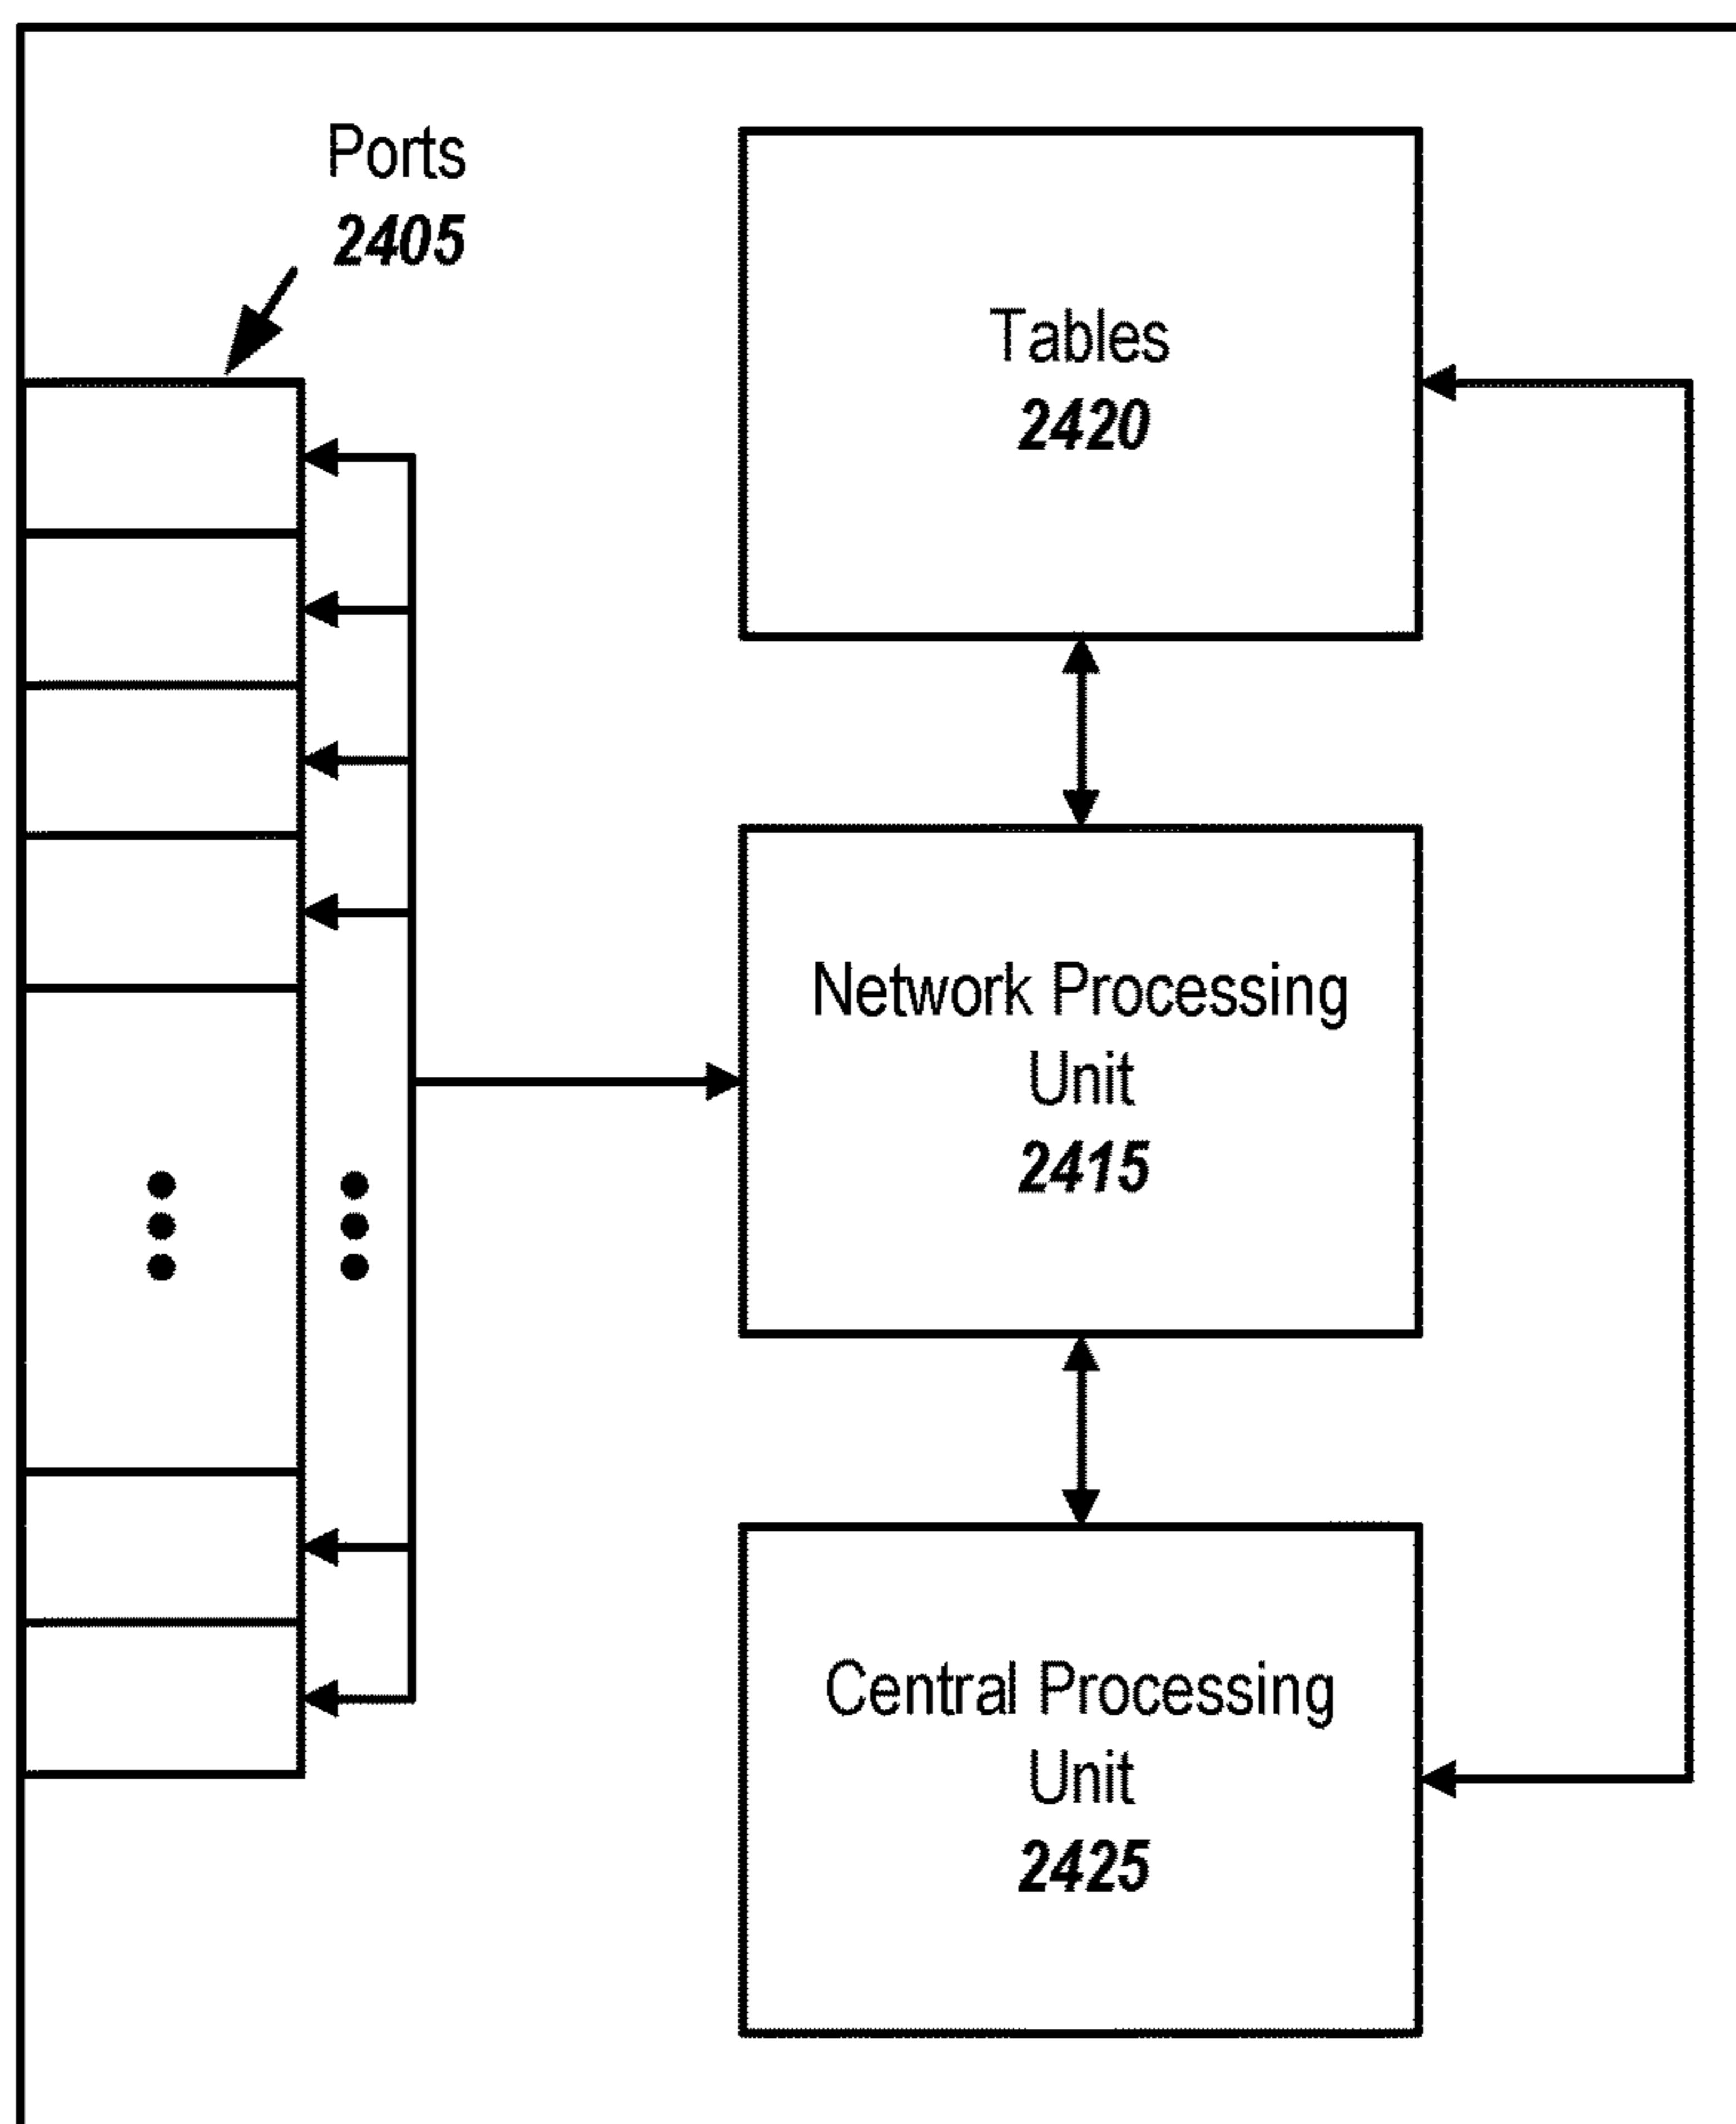 Ports
2405
Tables
2420
Network Processing
Unit
2415
Central Processing
Unit
2425